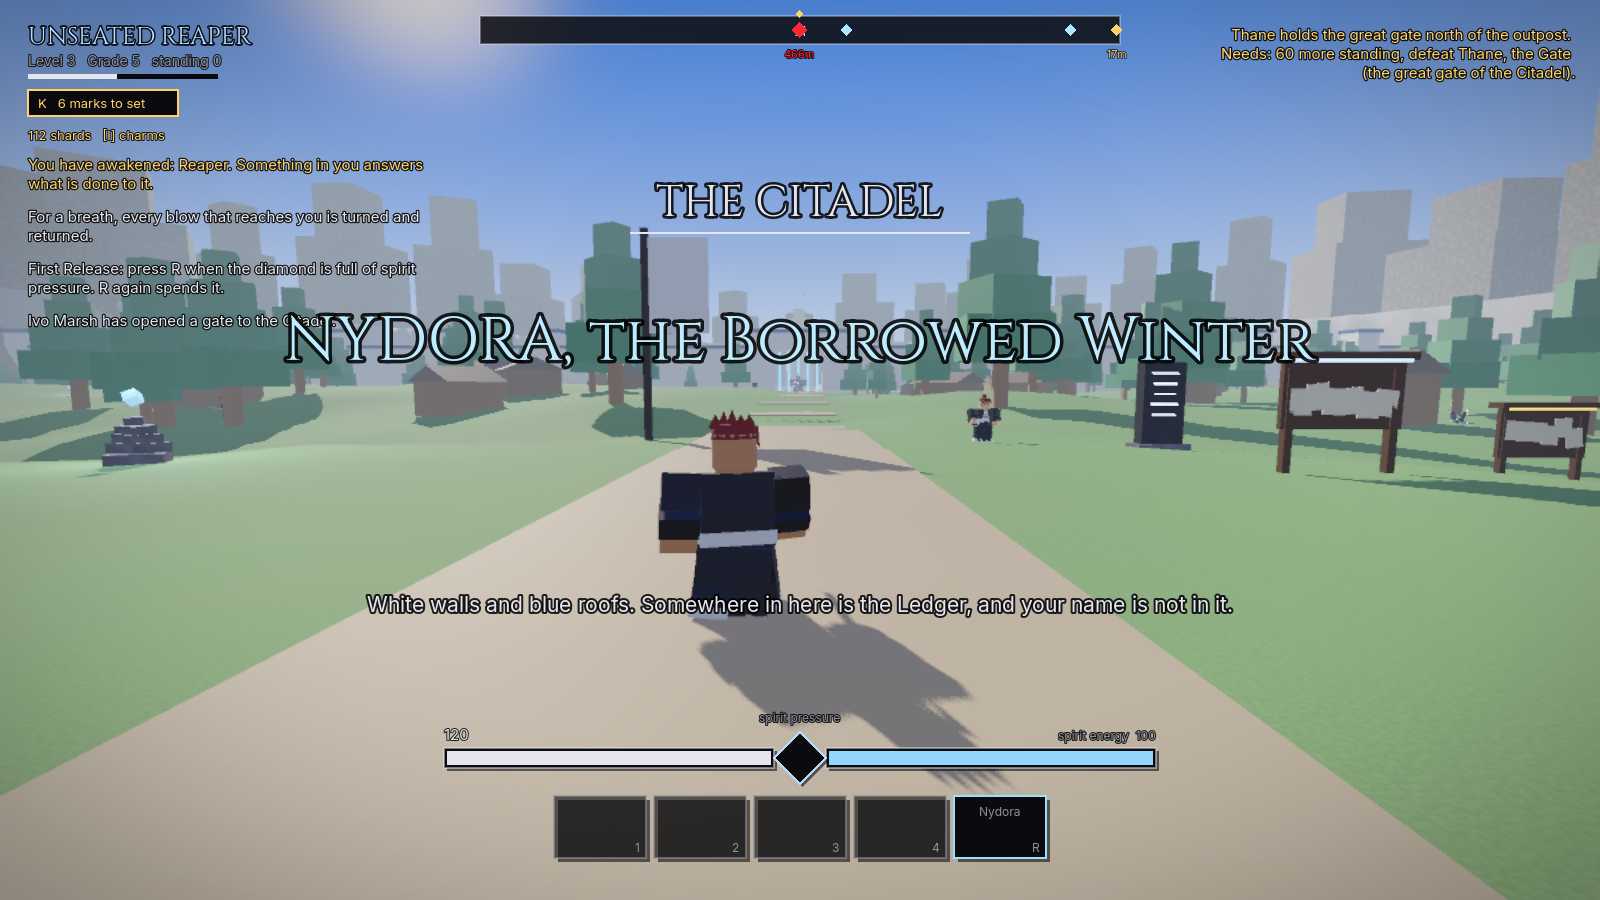 UNSEATED REAPER
Level 3 Grade 5 standing 0
K 6 marks to set
112 shards [I] charms
You have awakened: Reaper. Something in you answers
what is done to it.
For a breath, every blow that reaches you is turned and
returned.
First Release: press R when the diamond is full of spirit
pressure. R again spends it.
Ivo Marsh has opened a gate to the Citadel.
466m
17m
Thane holds the great gate north of the outpost.
Needs: 60 more standing, defeat Thane, the Gate
(the great gate of the Citadel).
THE CITADEL
NYDORA, THE BORROWED WINTER
White walls and blue roofs. Somewhere in here is the Ledger, and your name is not in it.
spirit pressure
120
spirit energy 100
1
2
3
4
Nydora
R